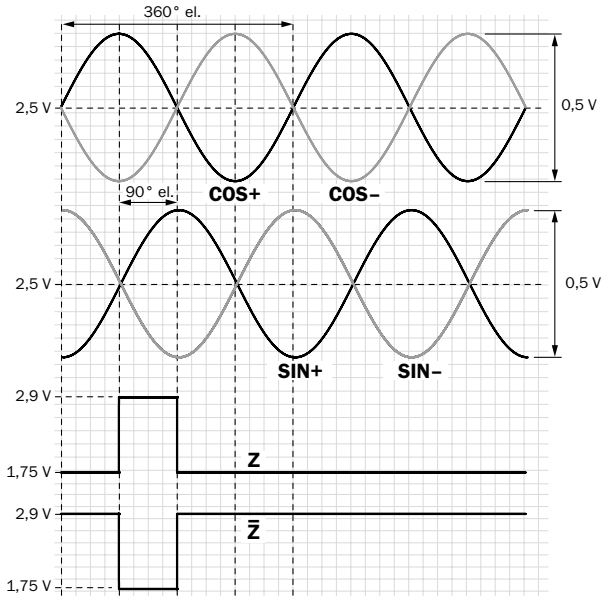 360° el.
2,5 V
0,5 V
90° el.
COS+ COS–
2,5 V
0,5 V
SIN+ SIN–
2,9 V
Z
1,75 V
2,9 V
Z̅
1,75 V